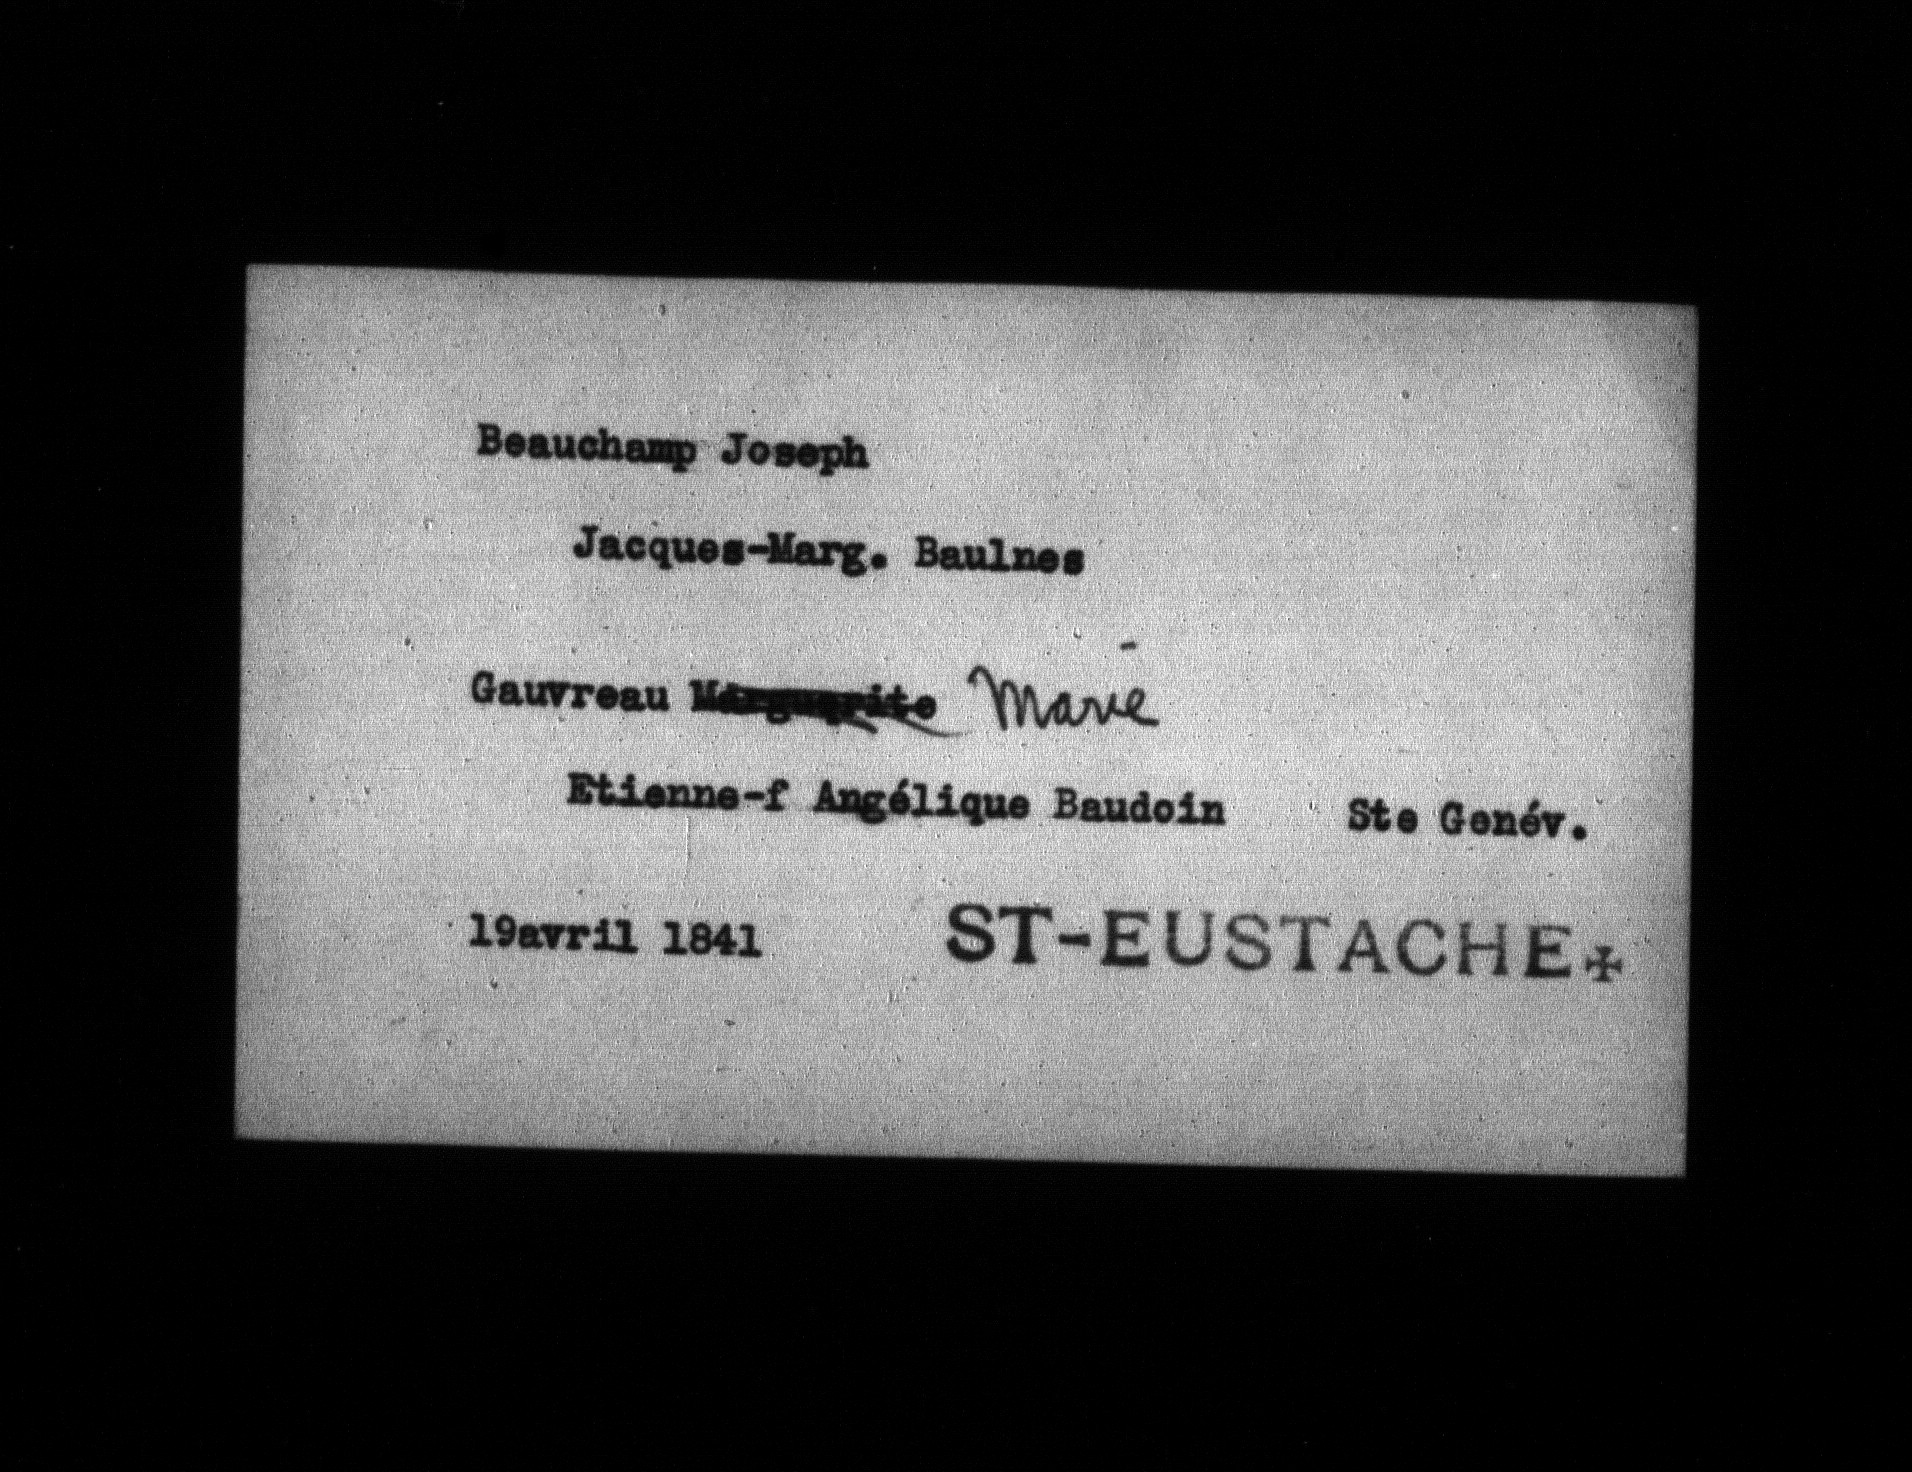 Beauchamp Joseph
Jacques-Marg. Baulnes
Gauvreau Marguerite Marie
Etienne-f Angélique Baudoin Ste Genév.
19avril 1841 ST-EUSTACHE✠